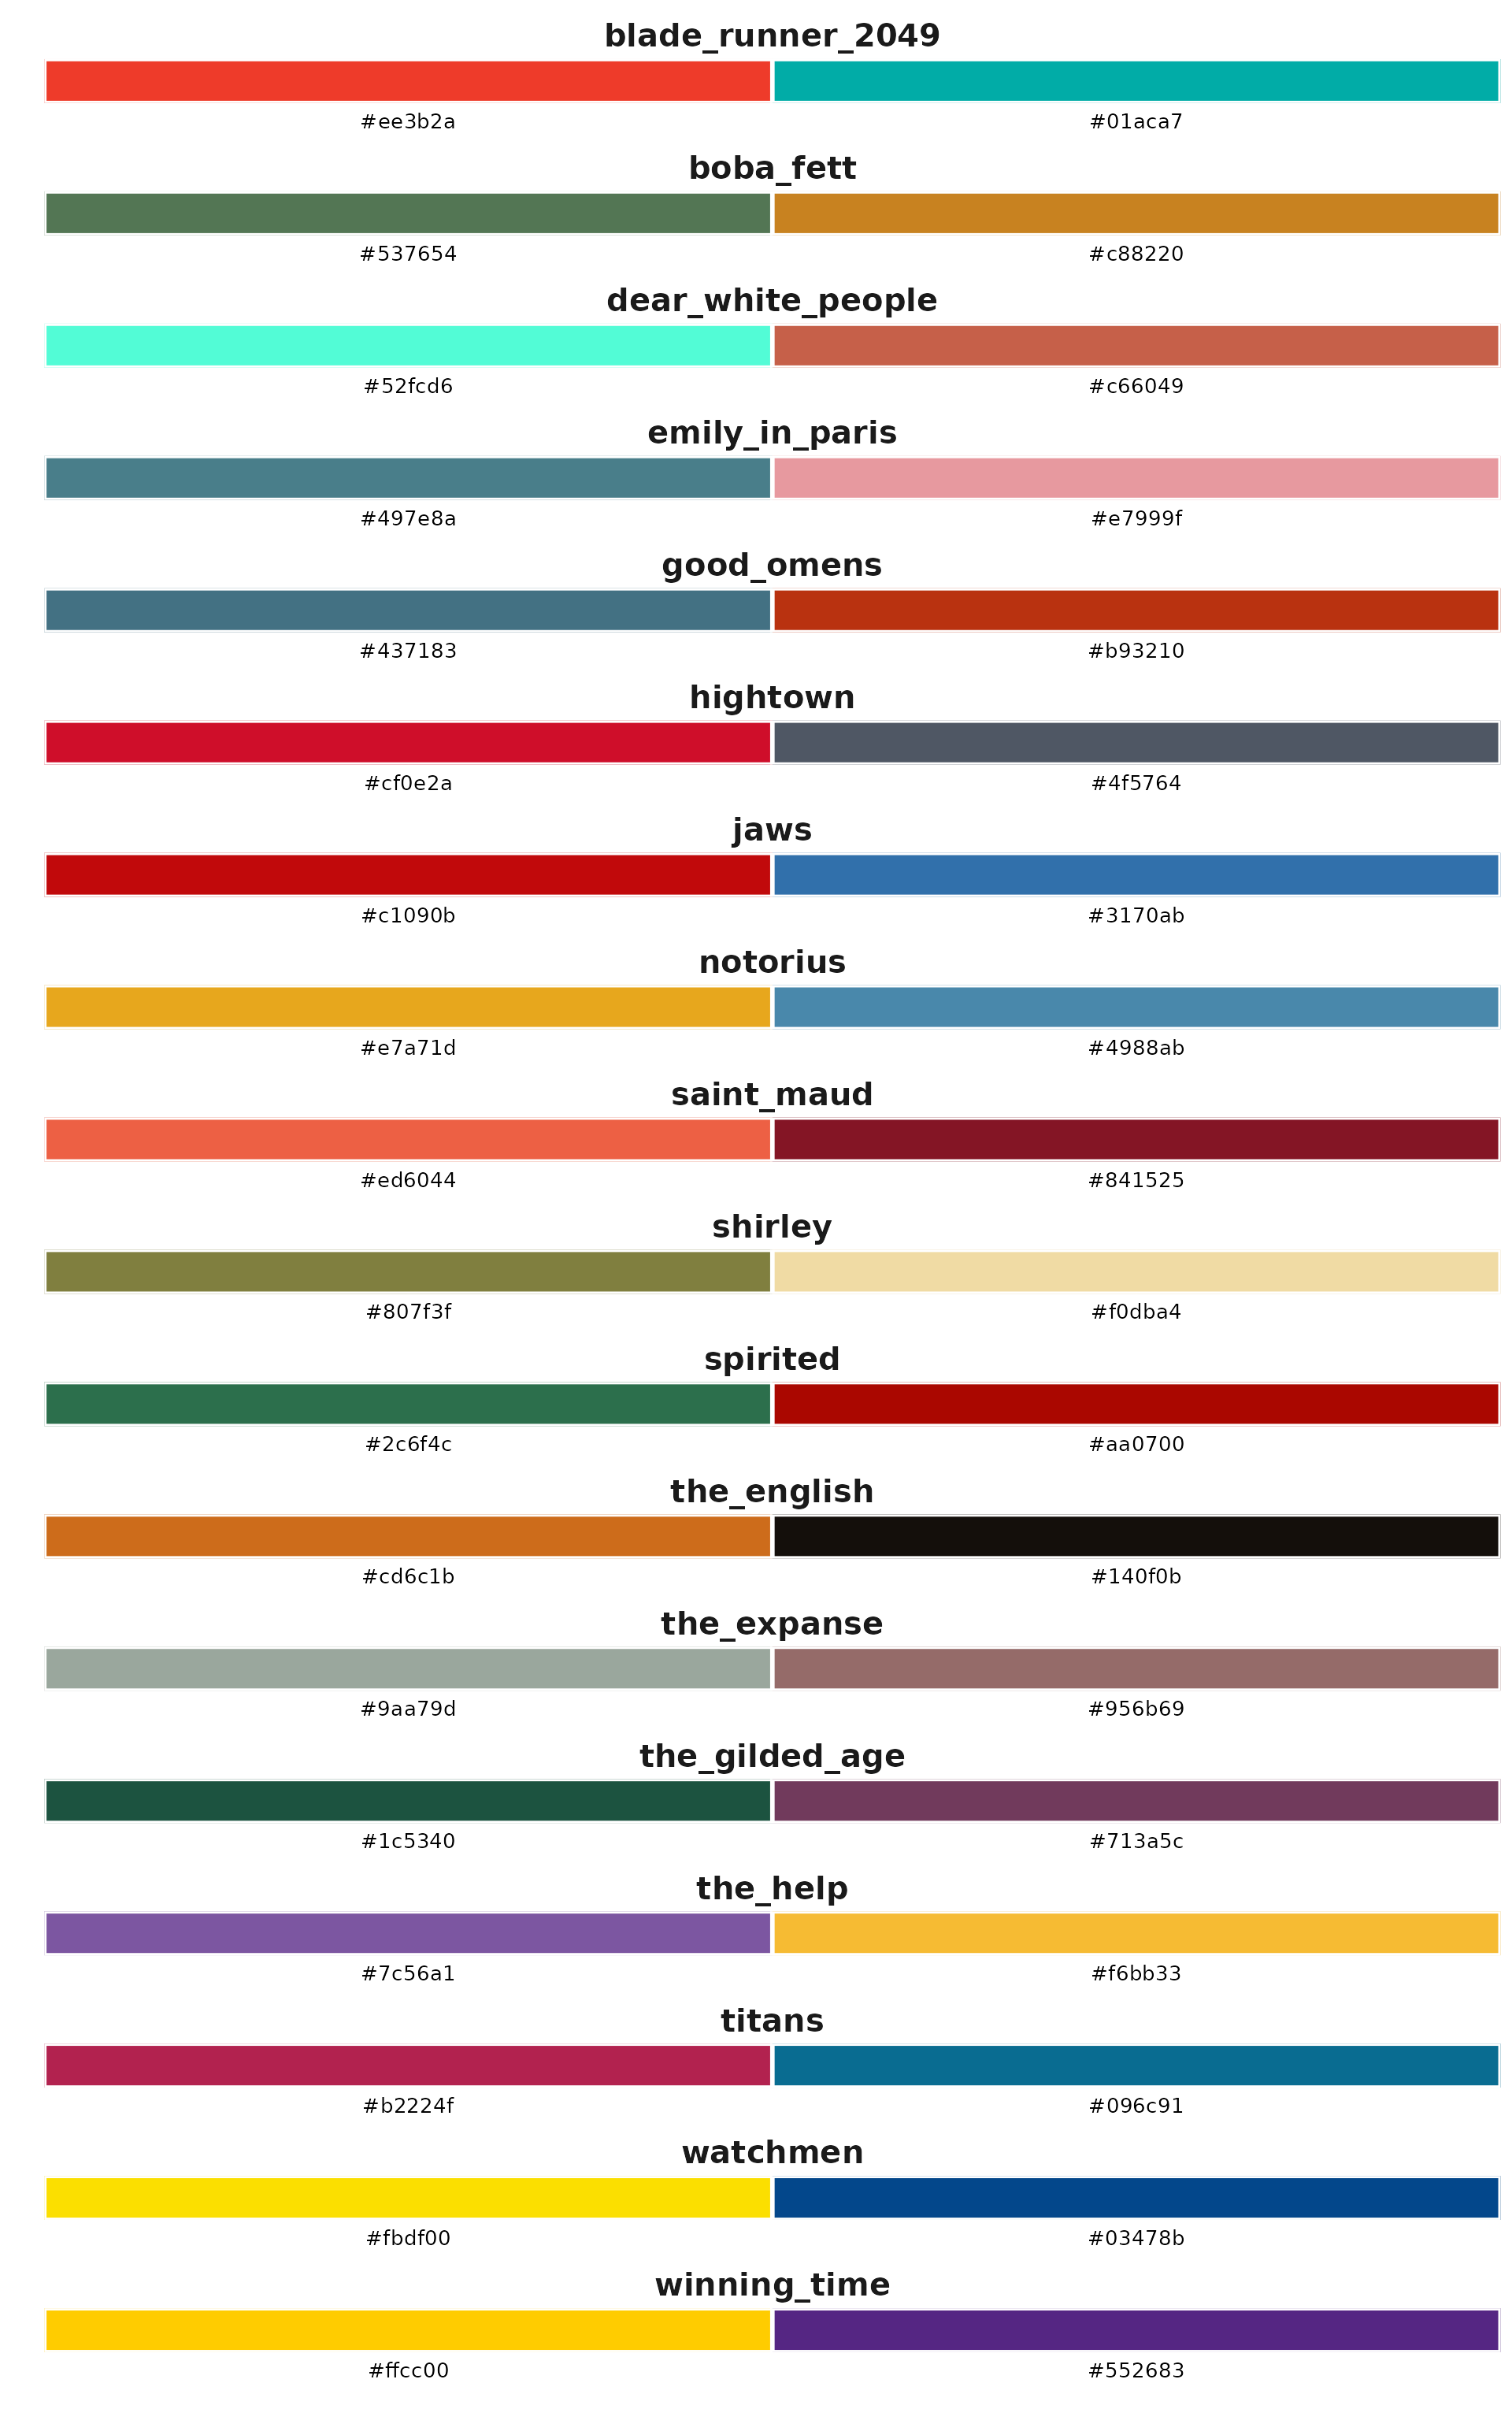 blade_runner_2049
#ee3b2a #01aca7
boba_fett
#537654 #c88220
dear_white_people
#52fcd6 #c66049
emily_in_paris
#497e8a #e7999f
good_omens
#437183 #b93210
hightown
#cf0e2a #4f5764
jaws
#c1090b #3170ab
notorius
#e7a71d #4988ab
saint_maud
#ed6044 #841525
shirley
#807f3f #f0dba4
spirited
#2c6f4c #aa0700
the_english
#cd6c1b #140f0b
the_expanse
#9aa79d #956b69
the_gilded_age
#1c5340 #713a5c
the_help
#7c56a1 #f6bb33
titans
#b2224f #096c91
watchmen
#fbdf00 #03478b
winning_time
#ffcc00 #552683